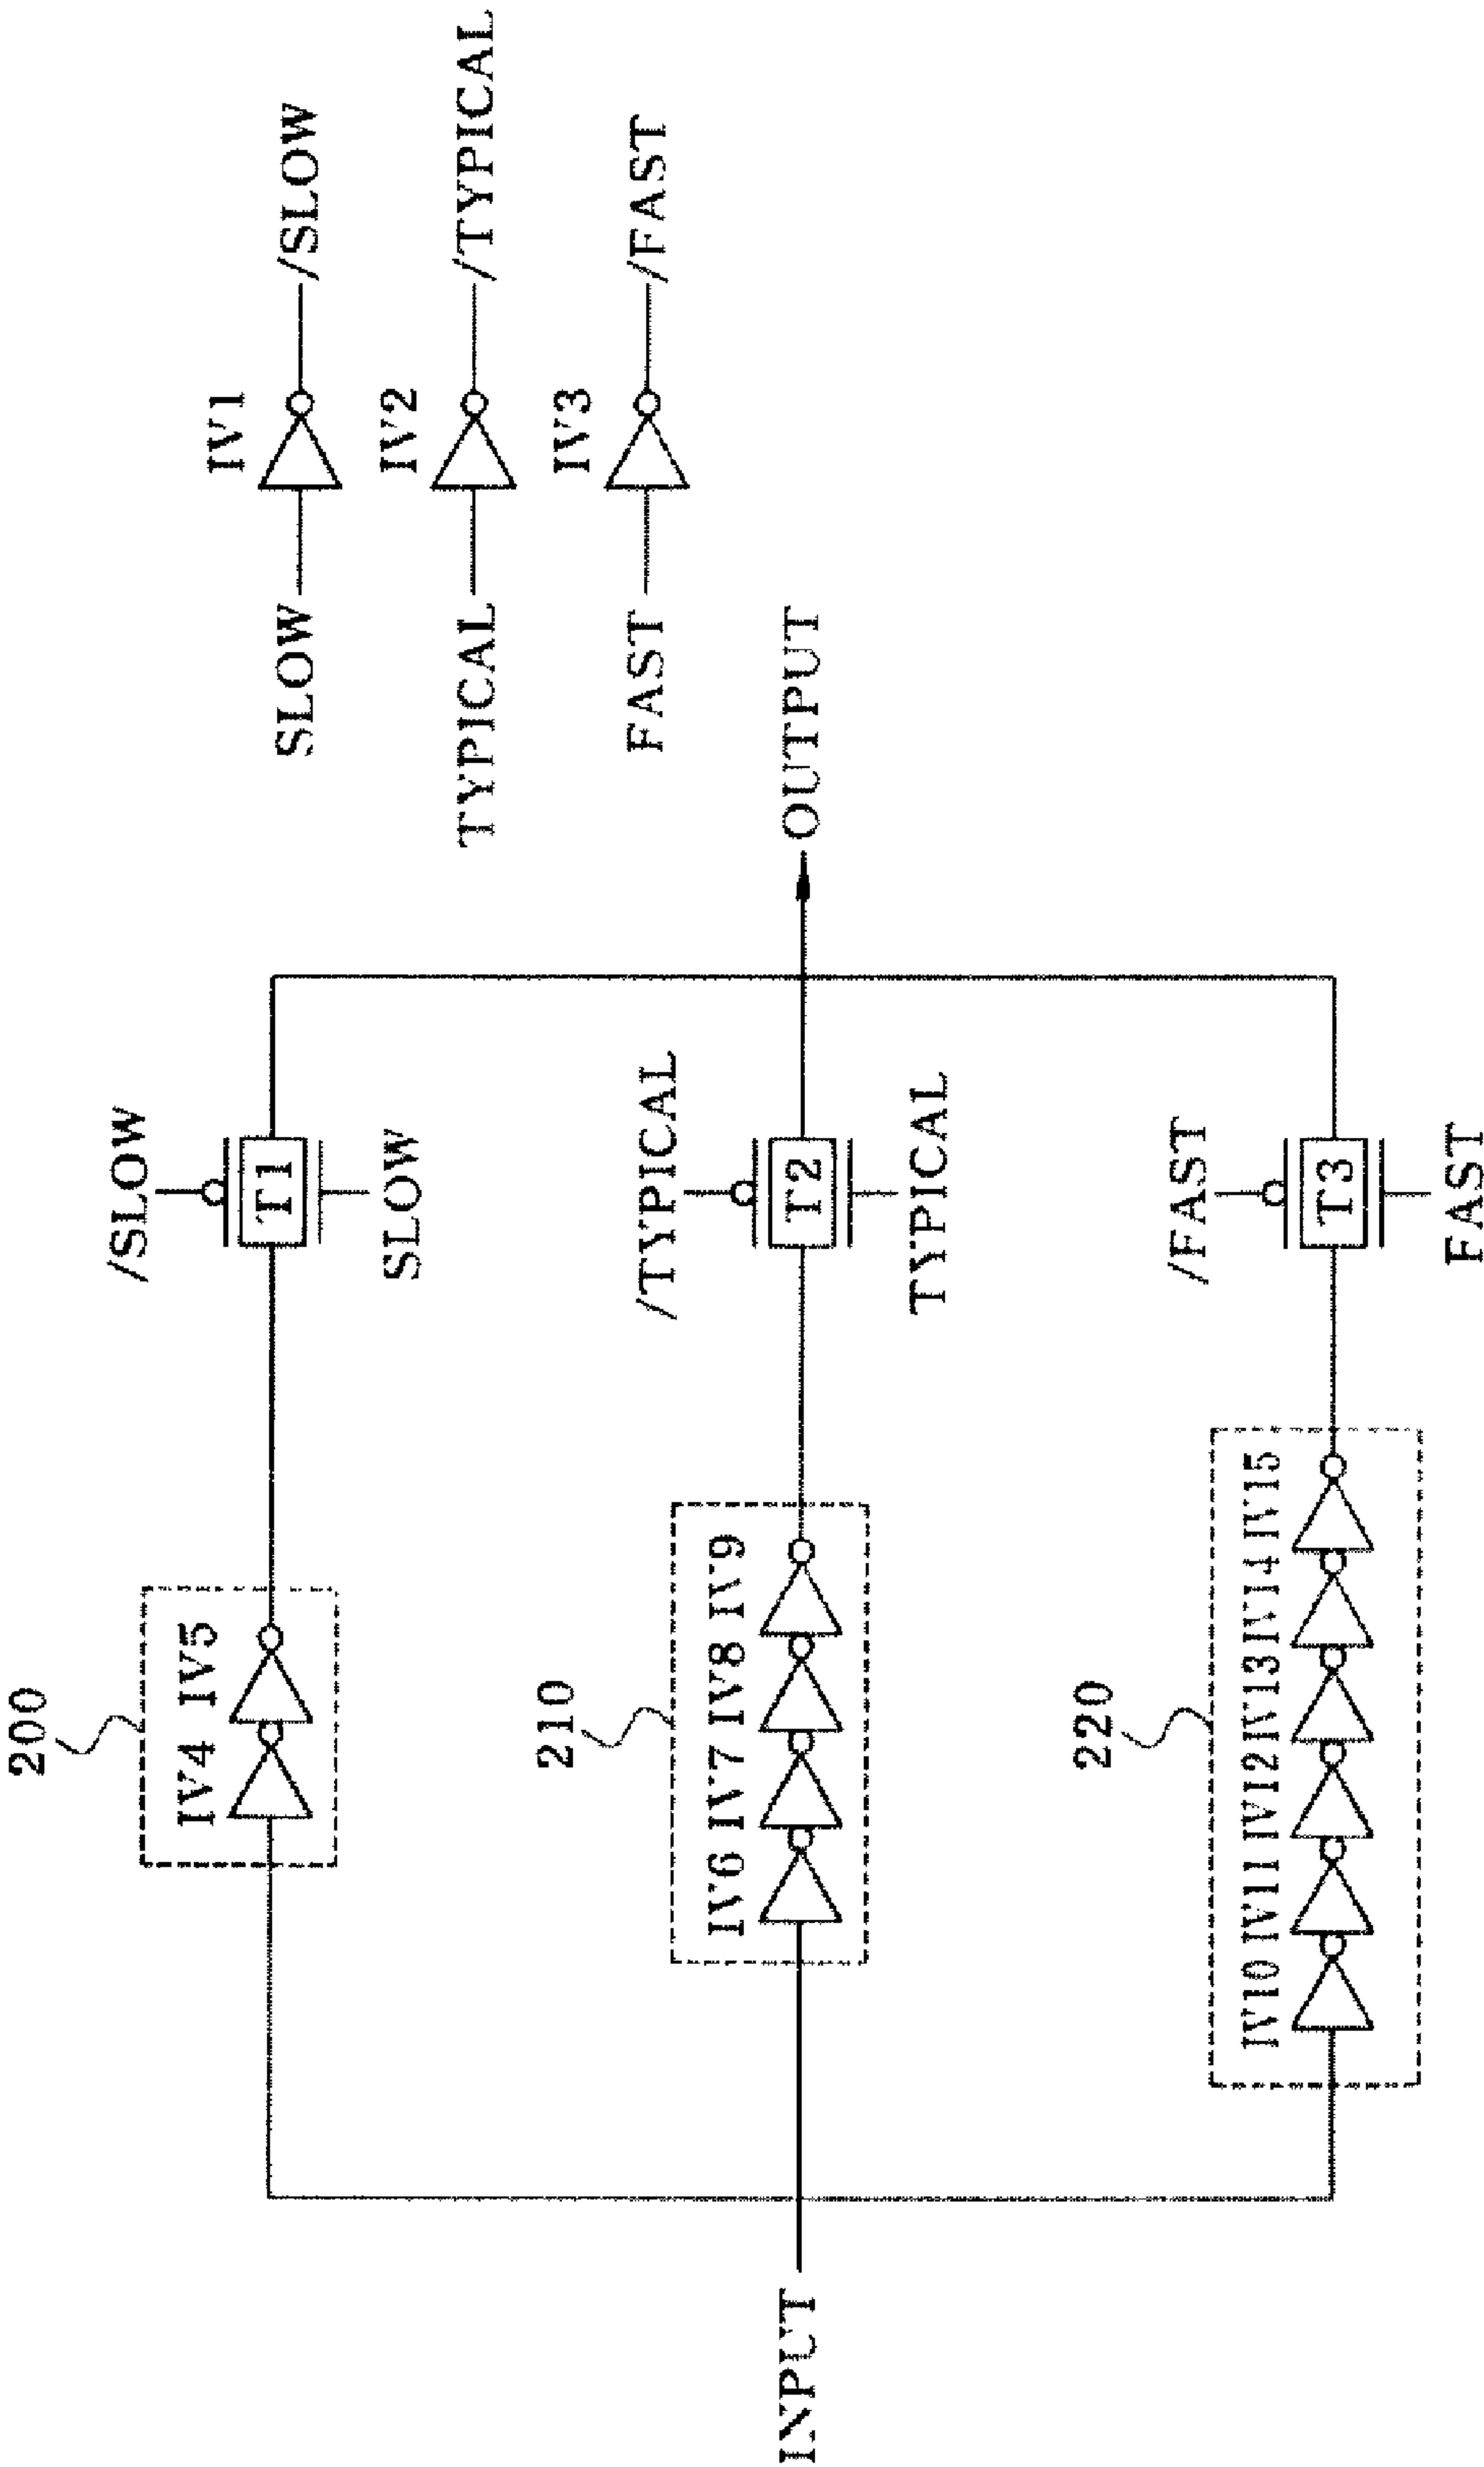 200
IV4 IV5
/SLOW
T1
SLOW
SLOW
IV1
/SLOW
TYPICAL
IV2
/TYPICAL
FAST
IV3
/FAST
INPUT
210
IV6 IV7 IV8 IV9
/TYPICAL
T2
TYPICAL
OUTPUT
220
IV10 IV11 IV12 IV13 IV14 IV15
/FAST
T3
FAST